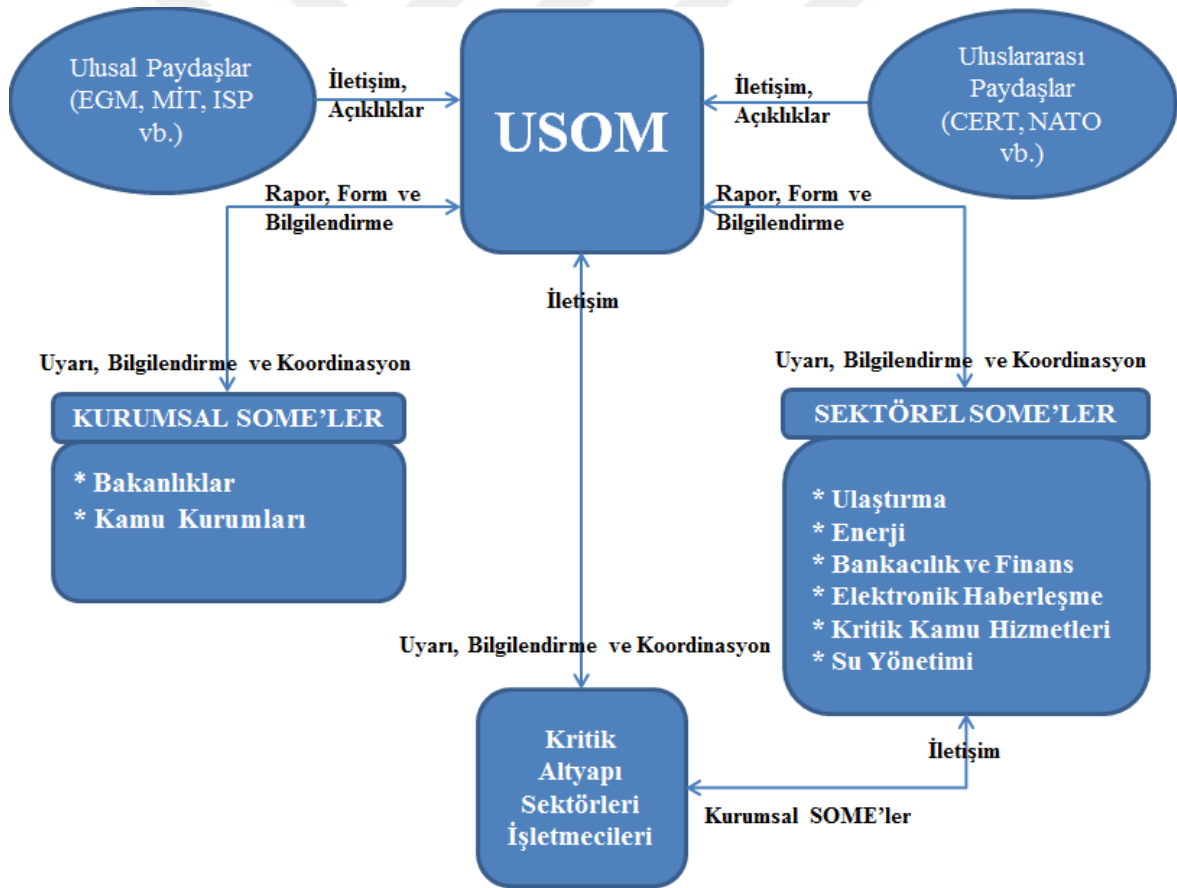 Ulusal Paydaşlar
(EGM, MİT, ISP
vb.)
İletişim,
Açıklıklar
USOM
İletişim,
Açıklıklar
Uluslararası
Paydaşlar
(CERT, NATO
vb.)
Rapor, Form ve
Bilgilendirme
Rapor, Form ve
Bilgilendirme
İletişim
Uyarı, Bilgilendirme ve Koordinasyon
KURUMSAL SOME’LER
* Bakanlıklar
* Kamu Kurumları
Uyarı, Bilgilendirme ve Koordinasyon
SEKTÖREL SOME’LER
* Ulaştırma
* Enerji
* Bankacılık ve Finans
* Elektronik Haberleşme
* Kritik Kamu Hizmetleri
* Su Yönetimi
Uyarı, Bilgilendirme ve Koordinasyon
Kritik
Altyapı
Sektörleri
İşletmecileri
İletişim
Kurumsal SOME’ler